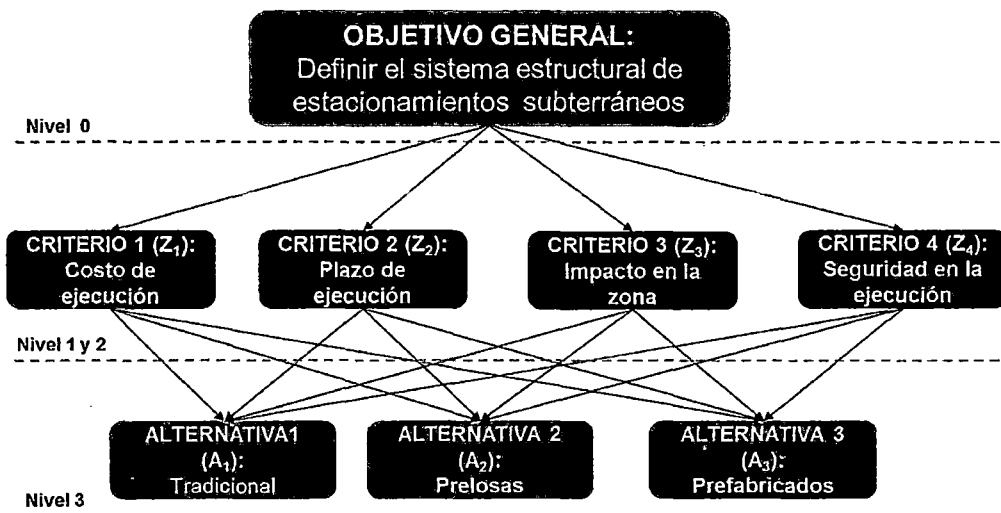 OBJETIVO GENERAL:
Definir el sistema estructural de
estacionamientos subterráneos
Nivel 0
CRITERIO 1 (Z₁):
Costo de
ejecución
CRITERIO 2 (Z₂):
Plazo de
ejecución
CRITERIO 3 (Z₃):
Impacto en la
zona
CRITERIO 4 (Z₄):
Seguridad en la
ejecución
Nivel 1 y 2
ALTERNATIVA1
(A₁):
Tradicional
ALTERNATIVA 2
(A₂):
Prelosas
ALTERNATIVA 3
(A₃):
Prefabricados
Nivel 3